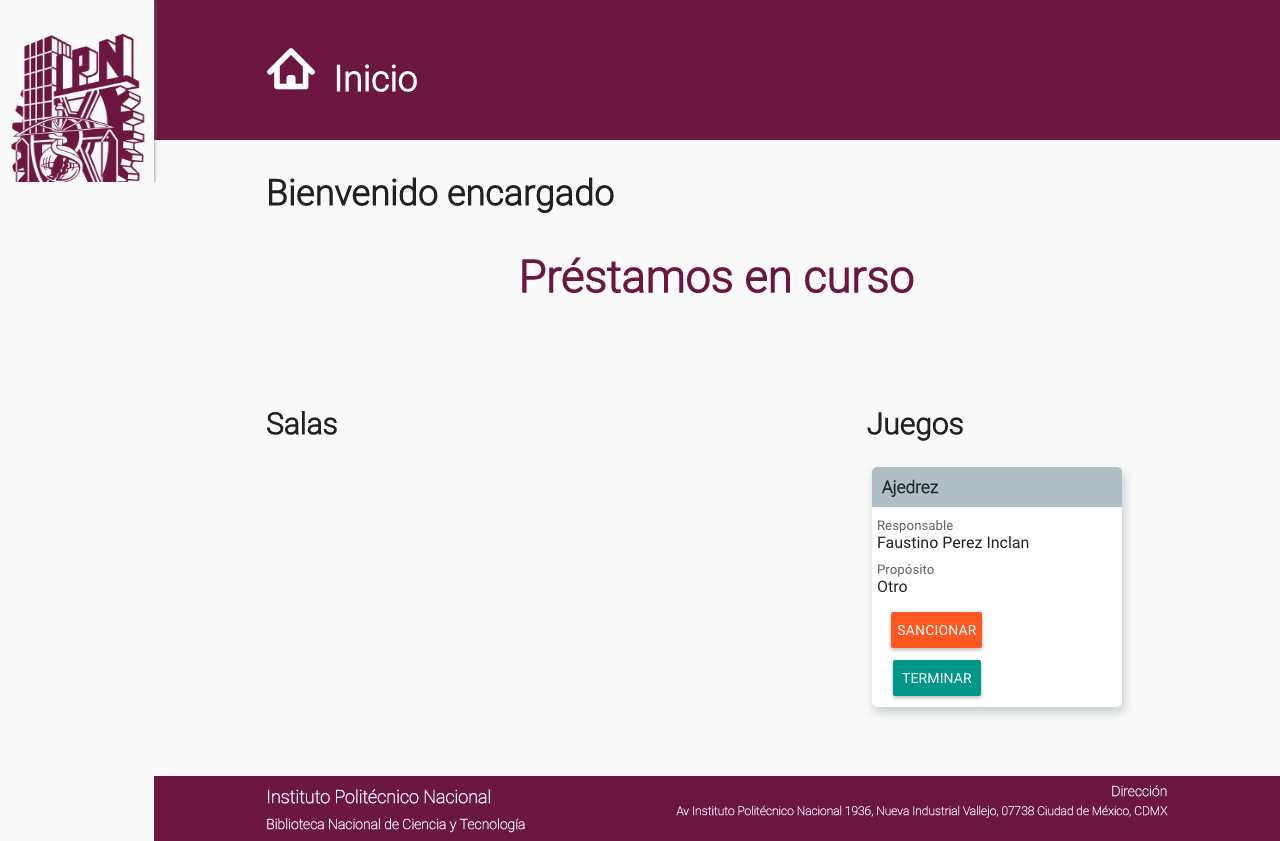 IPN
Inicio
Bienvenido encargado
Préstamos en curso
Salas
Juegos
Ajedrez
Responsable
Faustino Perez Inclan
Propósito
Otro
SANCIONAR
TERMINAR
Instituto Politécnico Nacional
Biblioteca Nacional de Ciencia y Tecnología
Dirección
Av Instituto Politécnico Nacional 1936, Nueva Industrial Vallejo, 07738 Ciudad de México, CDMX